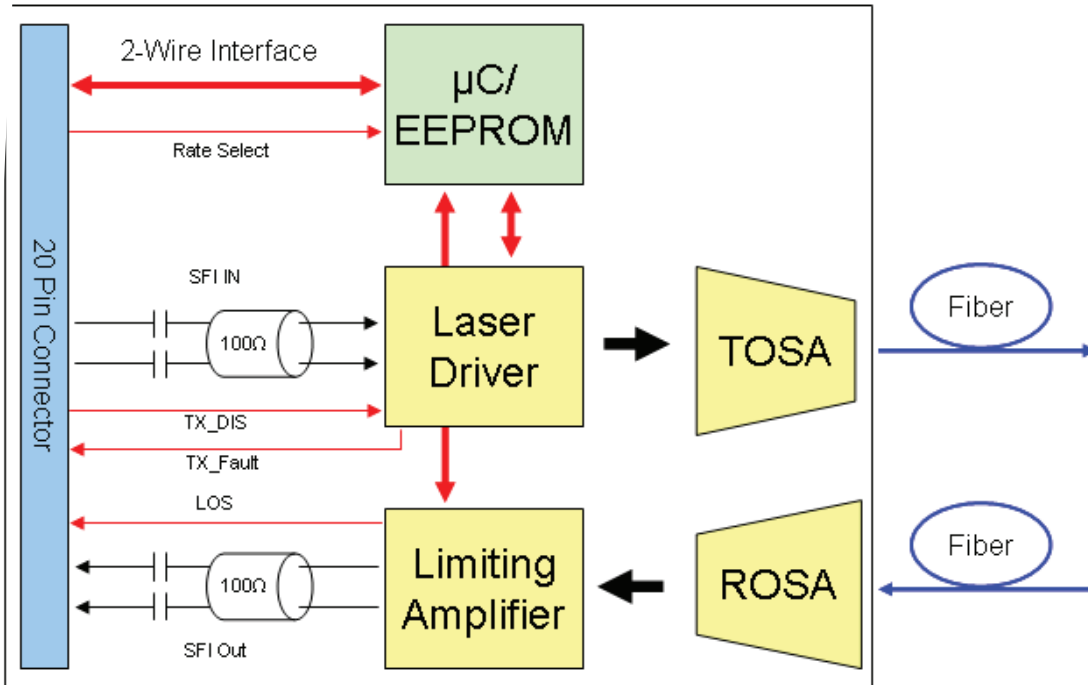 2-Wire Interface
µC/
EEPROM
Rate Select
20 Pin Connector
SFI IN
100Ω
Laser
Driver
TOSA
Fiber
TX_DIS
TX_Fault
LOS
100Ω
Limiting
Amplifier
ROSA
Fiber
SFI Out